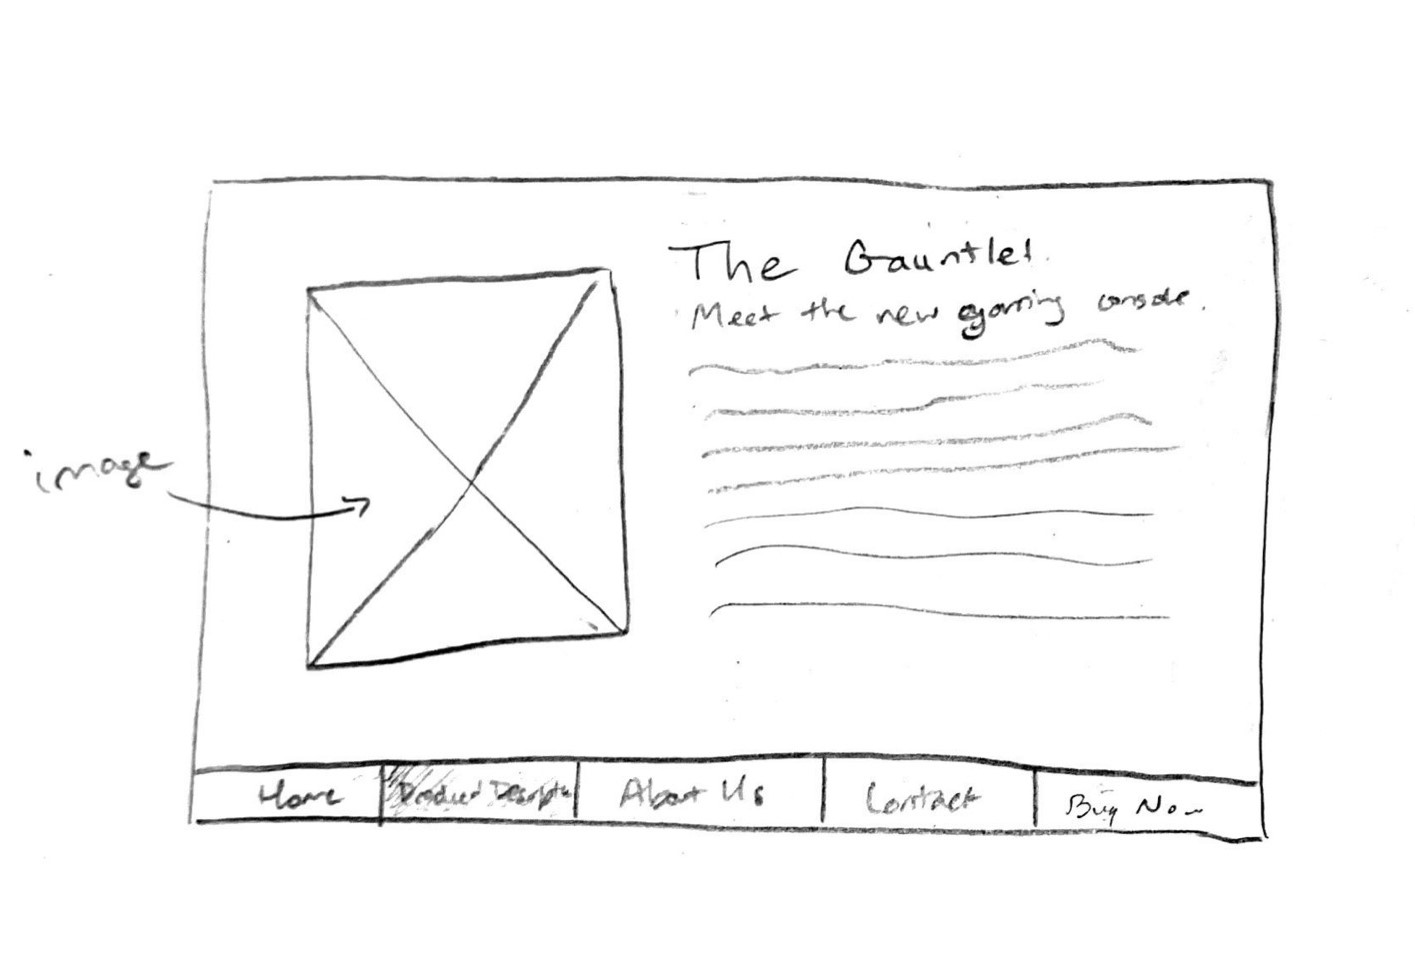 The Gauntlet.
Meet the new gaming console.
image
Home
Product Descriptn
About Us
Contact
Buy Now